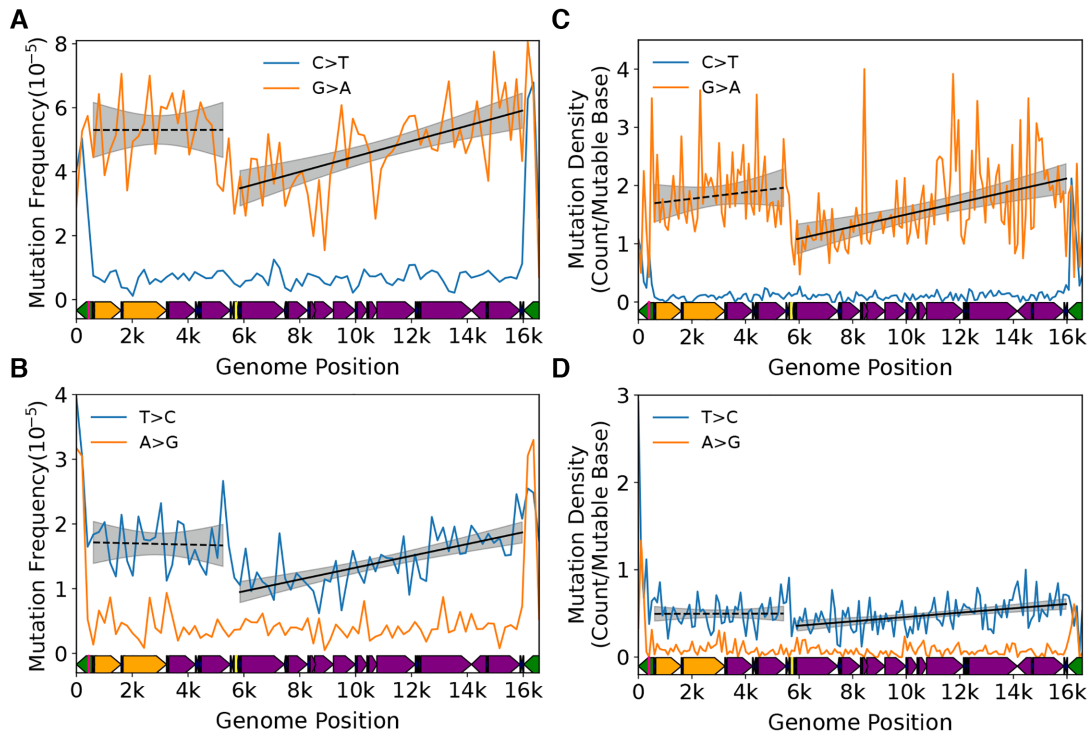 A
Mutation Frequency(10⁻⁵)
8
6
4
2
0
C>T
G>A
0 2k 4k 6k 8k 10k 12k 14k 16k
Genome Position
C
Mutation Density
(Count/Mutable Base)
4
3
2
1
0
C>T
G>A
0 2k 4k 6k 8k 10k 12k 14k 16k
Genome Position
B
Mutation Frequency(10⁻⁵)
4
3
2
1
0
T>C
A>G
0 2k 4k 6k 8k 10k 12k 14k 16k
Genome Position
D
Mutation Density
(Count/Mutable Base)
3
2
1
0
T>C
A>G
0 2k 4k 6k 8k 10k 12k 14k 16k
Genome Position